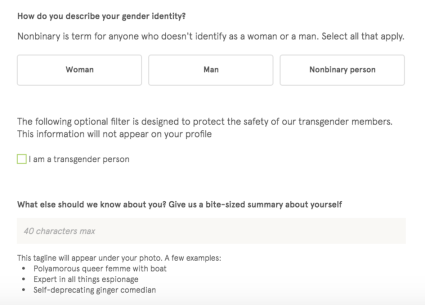 How do you describe your gender identity?
Nonbinary is term for anyone who doesn't identify as a woman or a man. Select all that apply.
Woman
Man
Nonbinary person
The following optional filter is designed to protect the safety of our transgender members.
This information will not appear on your profile
I am a transgender person
What else should we know about you? Give us a bite-sized summary about yourself
40 characters max
This tagline will appear under your photo. A few examples:
• Polyamorous queer femme with boat
• Expert in all things espionage
• Self-deprecating ginger comedian